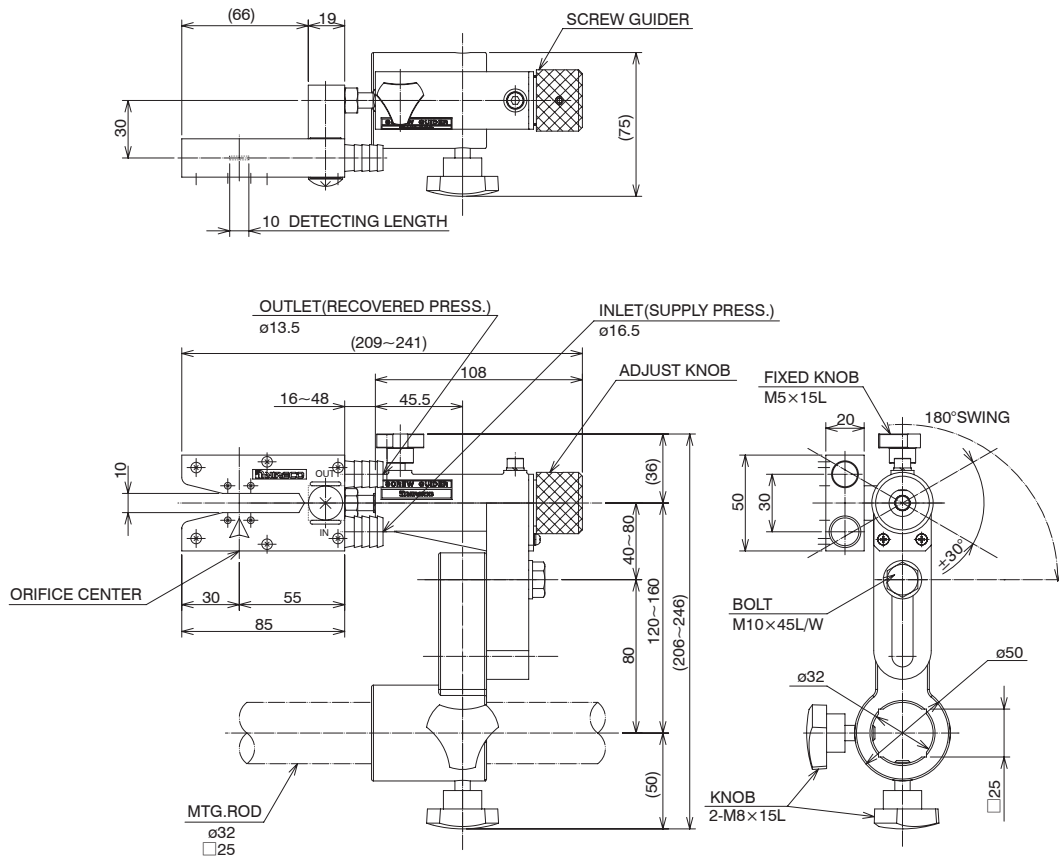 (66)
19
SCREW GUIDER
30
(75)
SCREW GUIDER
10 DETECTING LENGTH
OUTLET(RECOVERED PRESS.)
ø13.5
INLET(SUPPLY PRESS.)
ø16.5
(209~241)
108
ADJUST KNOB
FIXED KNOB
M5×15L
16~48
45.5
20
180°SWING
10
OUT
IN
SCREW GUIDER
(36)
50
30
±30°
40~80
ORIFICE CENTER
30
55
85
80
120~160
(206~246)
BOLT
M10×45L/W
ø32
ø50
(50)
□25
MTG.ROD
ø32
□25
KNOB
2-M8×15L